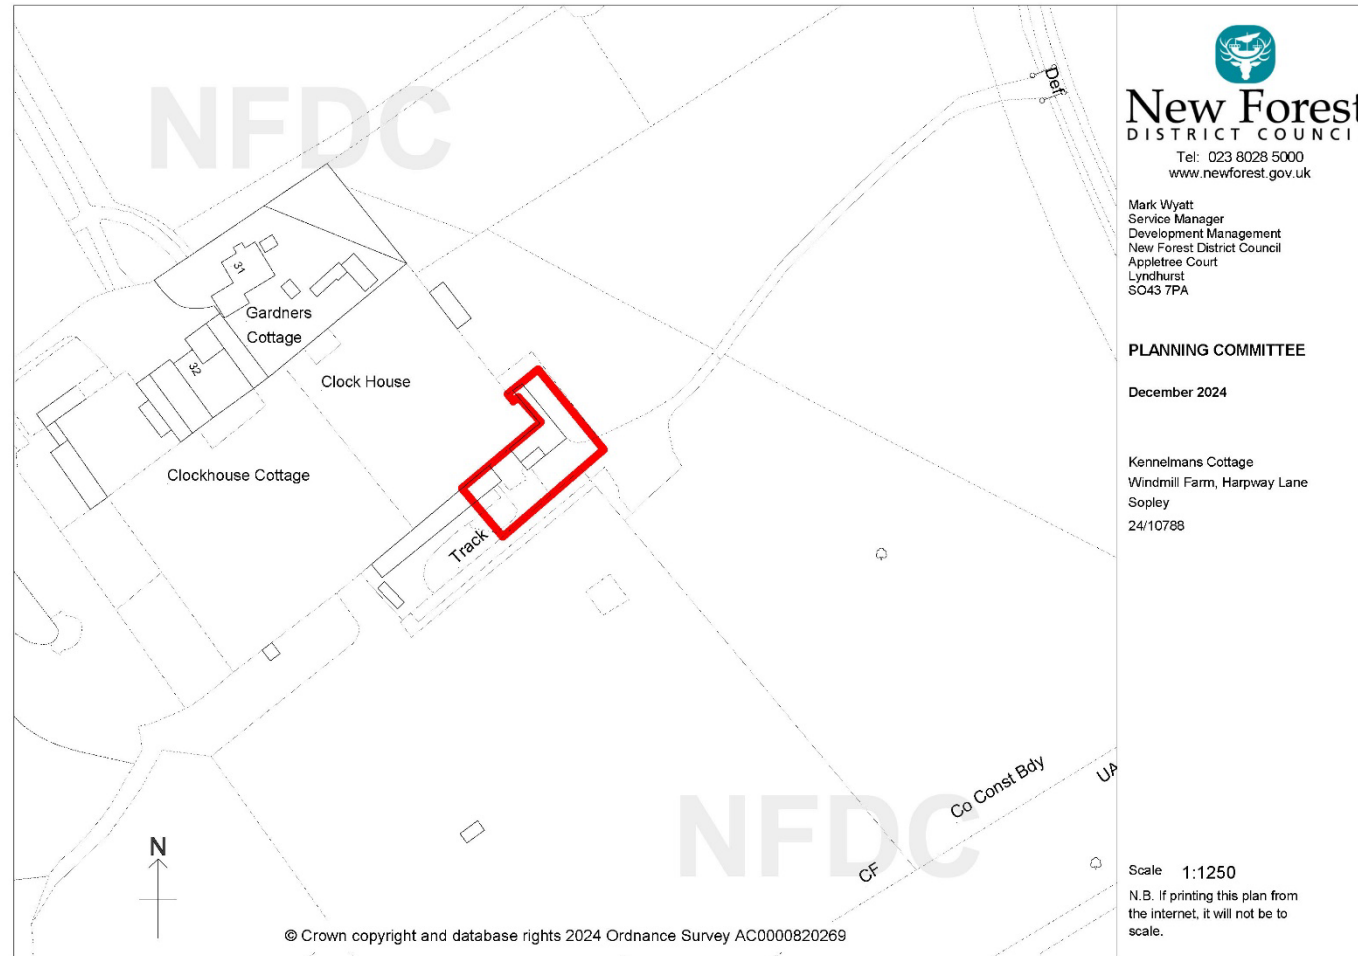 NFDC
Def
31
Gardners
Cottage
32
Clock House
Clockhouse Cottage
Track
Co Const Bdy
UA
NFDC
CF
N
© Crown copyright and database rights 2024 Ordnance Survey AC0000820269
New Forest
DISTRICT COUNCI
Tel: 023 8028 5000
www.newforest.gov.uk
Mark Wyatt
Service Manager
Development Management
New Forest District Council
Appletree Court
Lyndhurst
SO43 7PA
PLANNING COMMITTEE
December 2024
Kennelmans Cottage
Windmill Farm, Harpway Lane
Sopley
24/10788
Scale 1:1250
N.B. If printing this plan from
the internet, it will not be to
scale.